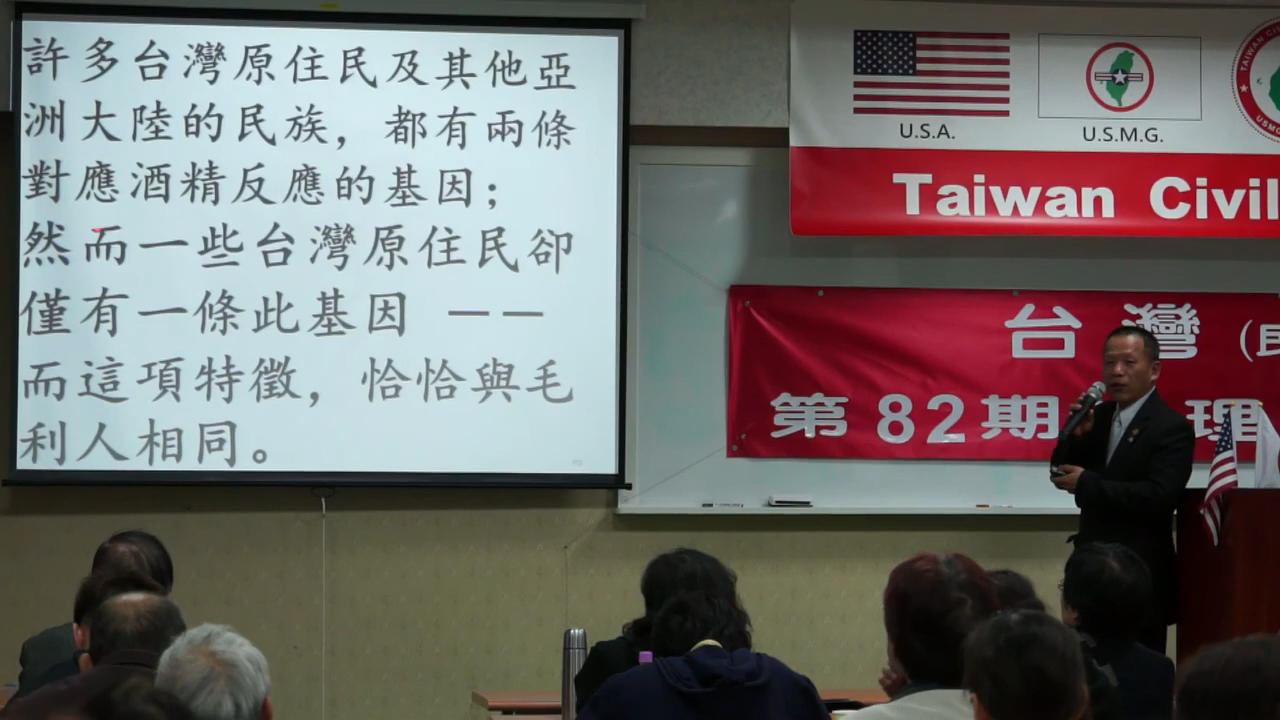 許多台灣原住民及其他亞
洲大陸的民族，都有兩條
對應酒精反應的基因；
然而一些台灣原住民卻
僅有一條此基因 ——
而這項特徵，恰恰與毛
利人相同。
U.S.A.
U.S.M.G.
Taiwan Civil
台灣（民
第82期 理